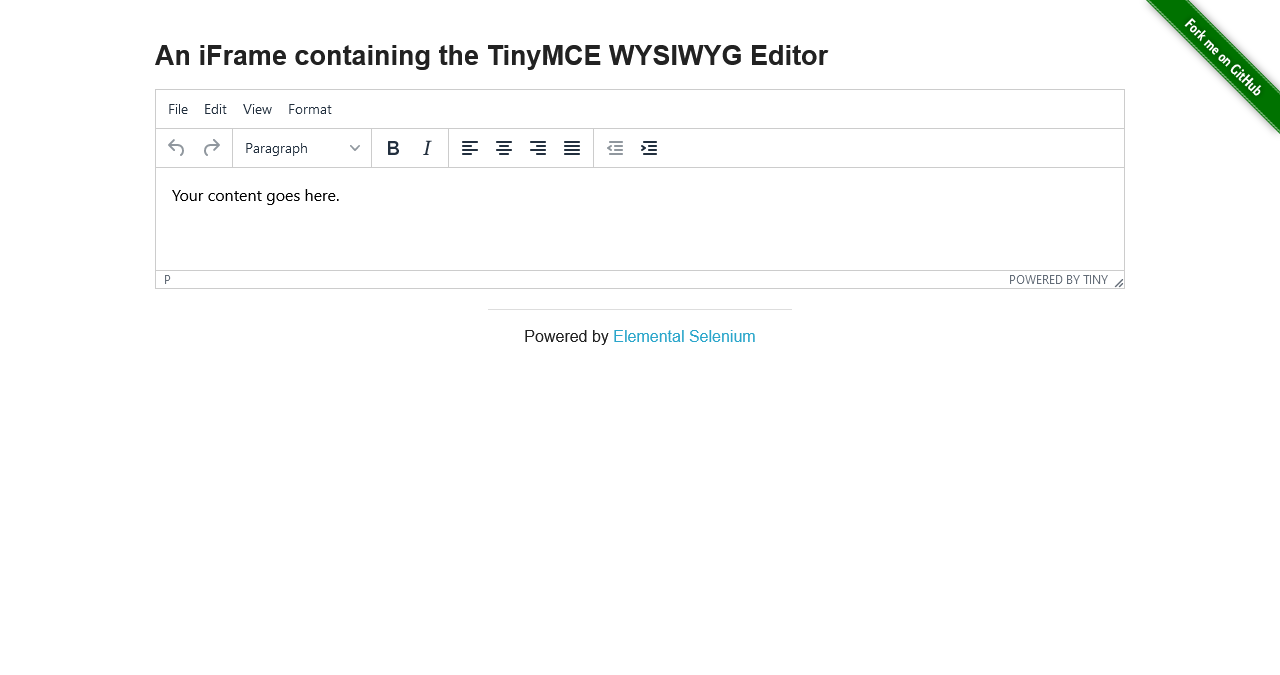 An iFrame containing the TinyMCE WYSIWYG Editor
Fork me on GitHub
File Edit View Format
Paragraph B I
Your content goes here.
P POWERED BY TINY
Powered by Elemental Selenium